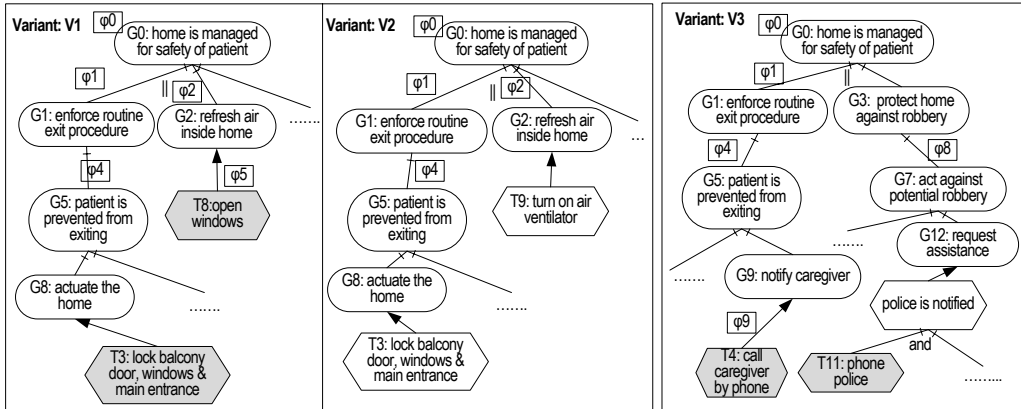 Variant: V1
φ0
G0: home is managed
for safety of patient
φ1
||
φ2
G1: enforce routine
exit procedure
G2: refresh air
inside home
........
φ4
φ5
G5: patient is
prevented from
exiting
T8:open
windows
G8: actuate the
home
.......
T3: lock balcony
door, windows &
main entrance
Variant: V2
φ0
G0: home is managed
for safety of patient
φ1
||
φ2
G1: enforce routine
exit procedure
G2: refresh air
inside home
...
φ4
G5: patient is
prevented from
exiting
T9: turn on air
ventilator
G8: actuate the
home
.......
T3: lock balcony
door, windows &
main entrance
Variant: V3
φ0
G0: home is managed
for safety of patient
φ1
||
G1: enforce routine
exit procedure
G3: protect home
against robbery
φ4
φ8
G5: patient is
prevented from
exiting
G7: act against
potential robbery
.......
G12: request
assistance
.......
G9: notify caregiver
police is notified
φ9
and
T4: call
caregiver
by phone
T11: phone
police
.........